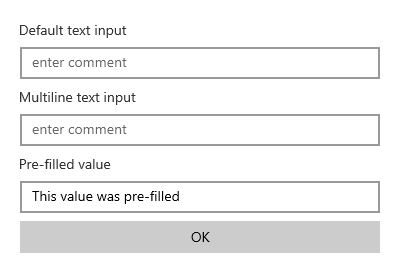 Default text input
enter comment
Multiline text input
enter comment
Pre-filled value
This value was pre-filled
OK